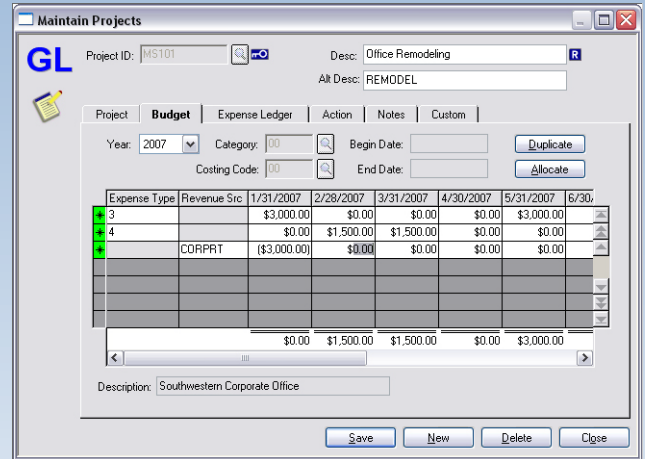 Maintain Projects
GL
Project ID: MS101 Desc: Office Remodeling R
Alt Desc: REMODEL
Project Budget Expense Ledger Action Notes Custom
Year: 2007 Category: 00 Begin Date: Duplicate
Costing Code: 00 End Date: Allocate
Expense Type Revenue Src 1/31/2007 2/28/2007 3/31/2007 4/30/2007 5/31/2007 6/30/
3 $3,000.00 $0.00 $0.00 $0.00 $3,000.00
4 $0.00 $1,500.00 $1,500.00 $0.00 $0.00
CORPRT ($3,000.00) $0.00 $0.00 $0.00 $0.00
$0.00 $1,500.00 $1,500.00 $0.00 $3,000.00
Description: Southwestern Corporate Office
Save New Delete Close